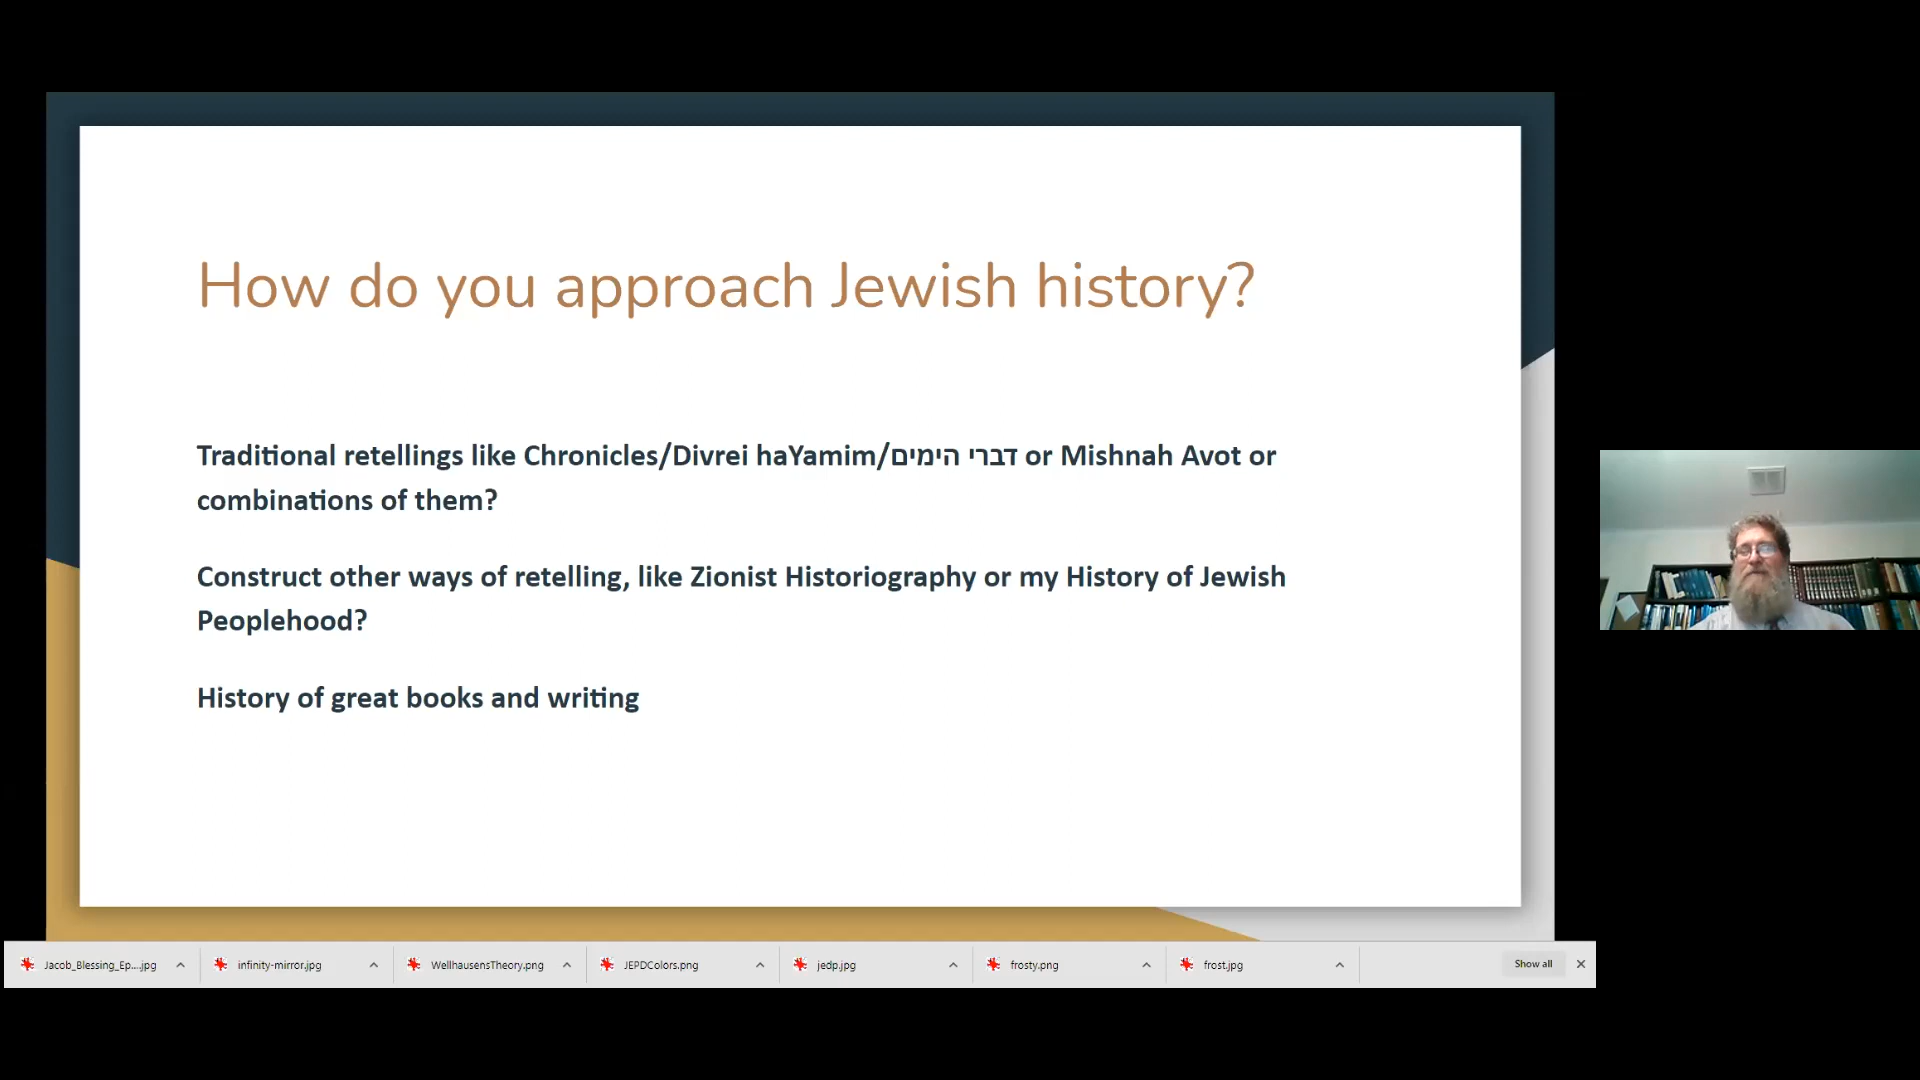 How do you approach Jewish history?
Traditional retellings like Chronicles/Divrei haYamim/דברי הימים or Mishnah Avot or
combinations of them?
Construct other ways of retelling, like Zionist Historiography or my History of Jewish
Peoplehood?
History of great books and writing
Jacob_Blessing_Ep....jpg
infinity-mirror.jpg
WellhausensTheory.png
JEPDColors.png
jedp.jpg
frosty.png
frost.jpg
Show all